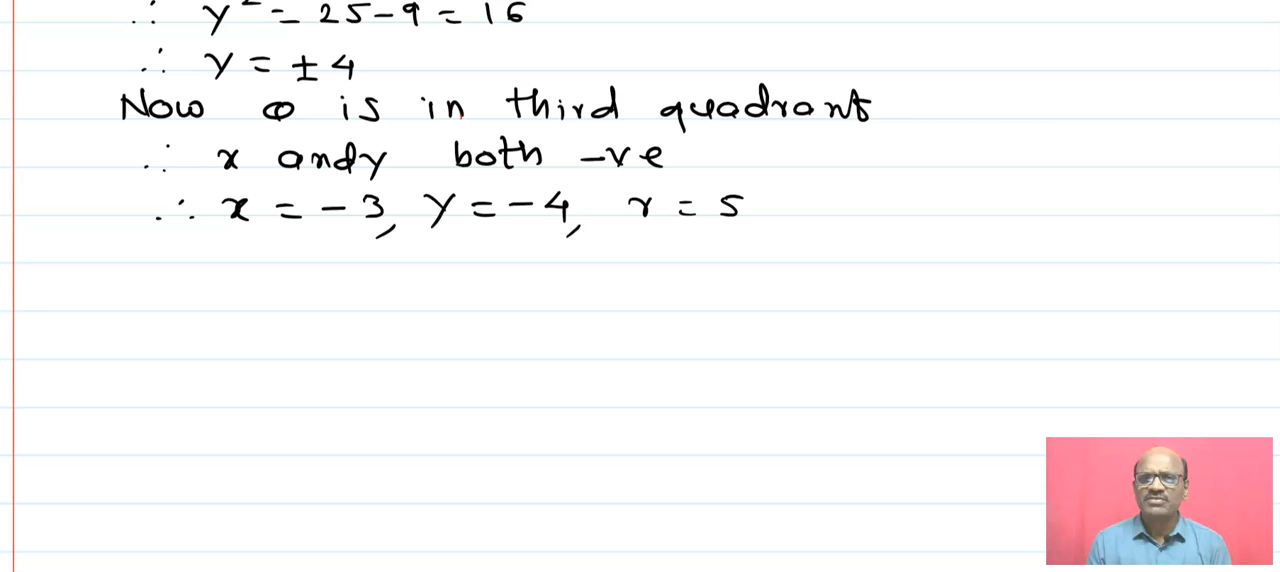 ∴ y² = 25 - 9 = 16
∴ y = ± 4
Now θ is in third quadrant
∴ x and y both -ve
∴ x = - 3, y = - 4, r = 5